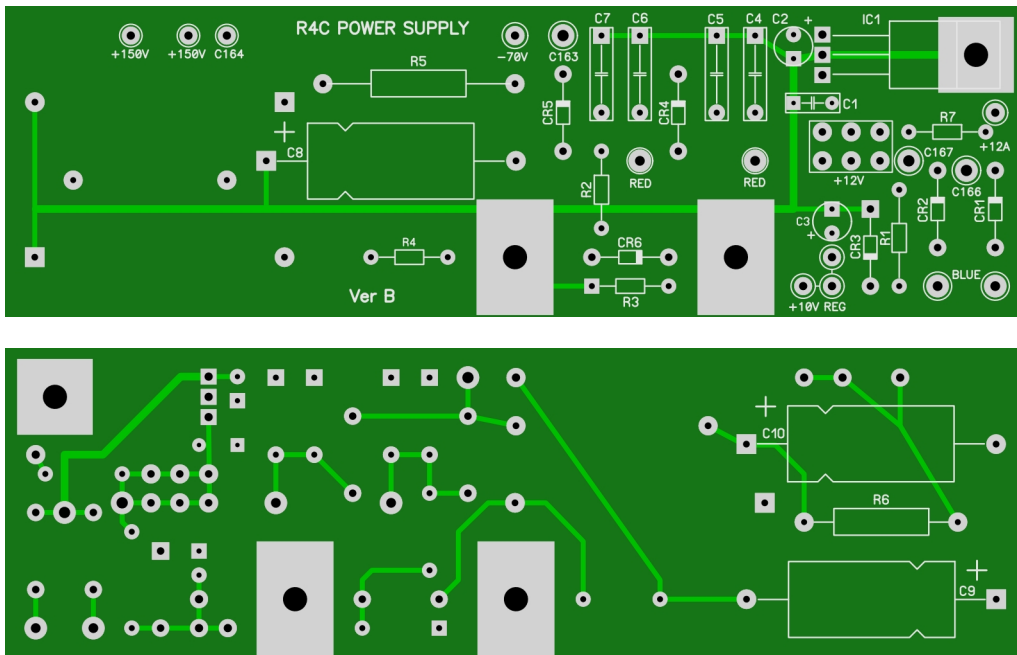 R4C POWER SUPPLY
+150V
+150V
C164
-70V
C163
C7
C6
C5
C4
C2
+
IC1
R5
CR5
CR4
C1
R7
+12A
+
C8
R2
RED
RED
+12V
C167
C166
CR2
CR1
C3
+
CR3
R1
R4
CR6
R3
BLUE
+10V
REG
Ver B
+
C10
R6
+
C9